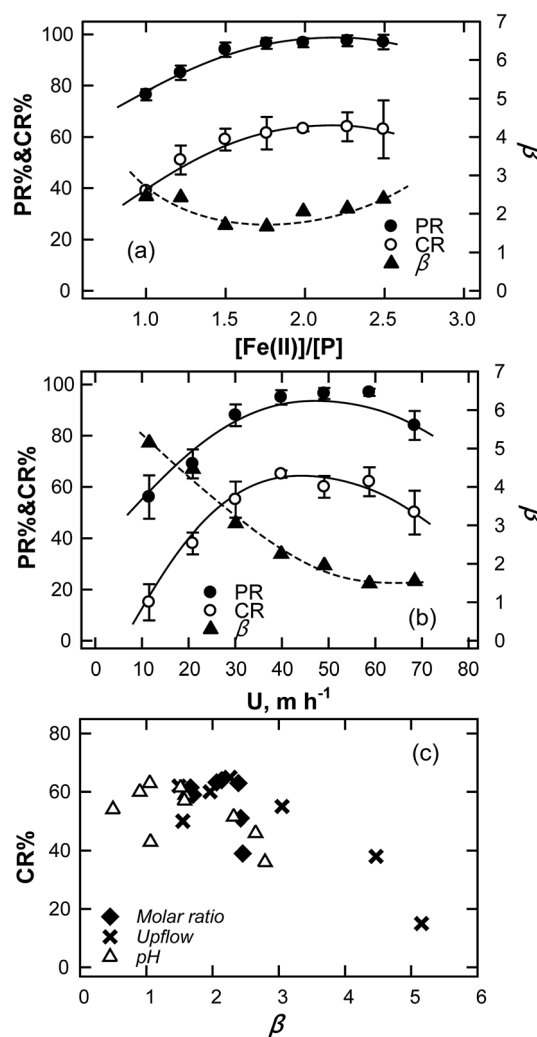 (a)
PR%&CR%
100
80
60
40
20
0
7
6
5
4
3
2
1
0
β
PR
CR
β
1.0 1.5 2.0 2.5 3.0
[Fe(II)]/[P]
(b)
PR%&CR%
100
80
60
40
20
0
7
6
5
4
3
2
1
0
β
PR
CR
β
0 10 20 30 40 50 60 70 80
U, m h⁻¹
(c)
CR%
80
60
40
20
0
Molar ratio
Upflow
pH
0 1 2 3 4 5 6
β